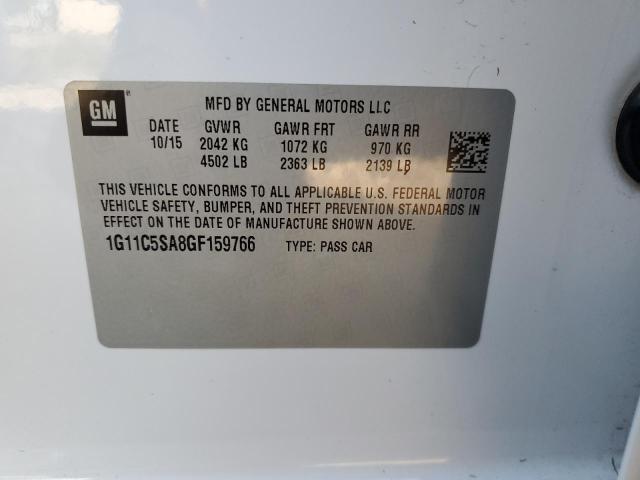 GM
MFD BY GENERAL MOTORS LLC
DATE GVWR GAWR FRT GAWR RR
10/15 2042 KG 1072 KG 970 KG
4502 LB 2363 LB 2139 LB
THIS VEHICLE CONFORMS TO ALL APPLICABLE U.S. FEDERAL MOTOR
VEHICLE SAFETY, BUMPER, AND THEFT PREVENTION STANDARDS IN
EFFECT ON THE DATE OF MANUFACTURE SHOWN ABOVE.
1G11C5SA8GF159766 TYPE: PASS CAR